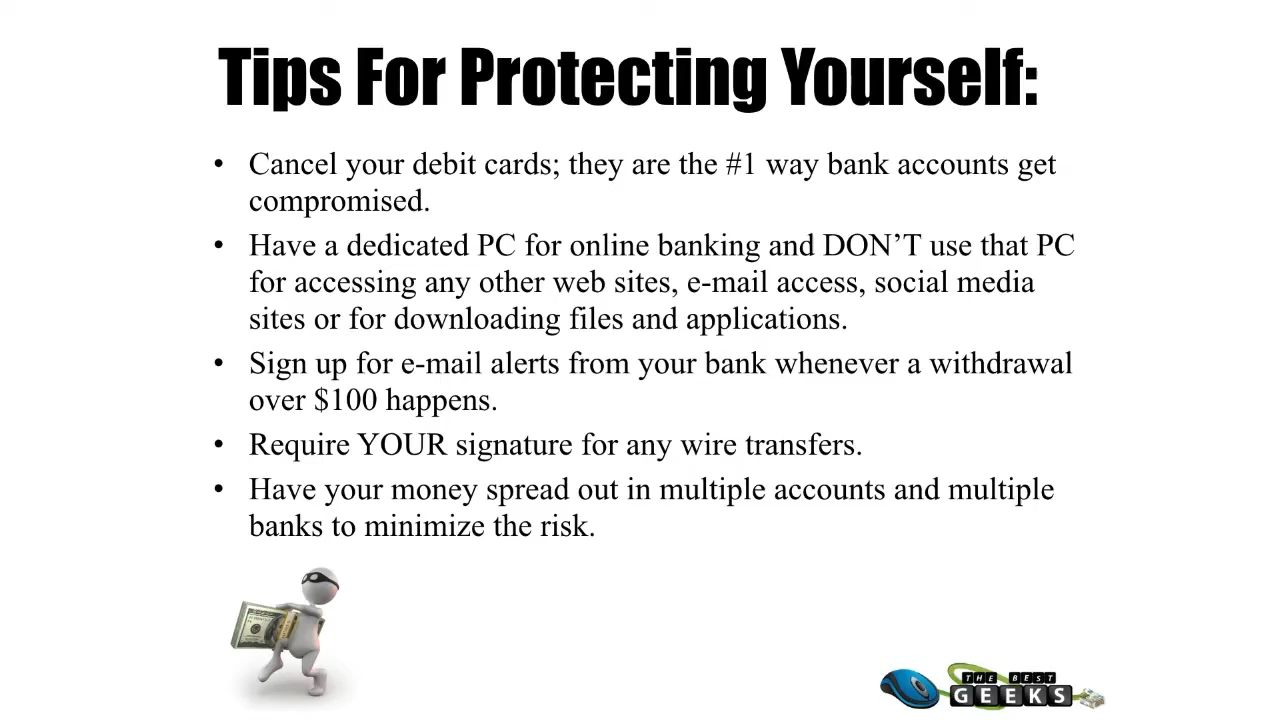 Tips For Protecting Yourself:
• Cancel your debit cards; they are the #1 way bank accounts get
compromised.
• Have a dedicated PC for online banking and DON’T use that PC
for accessing any other web sites, e-mail access, social media
sites or for downloading files and applications.
• Sign up for e-mail alerts from your bank whenever a withdrawal
over $100 happens.
• Require YOUR signature for any wire transfers.
• Have your money spread out in multiple accounts and multiple
banks to minimize the risk.
THE BEST
GEEKS